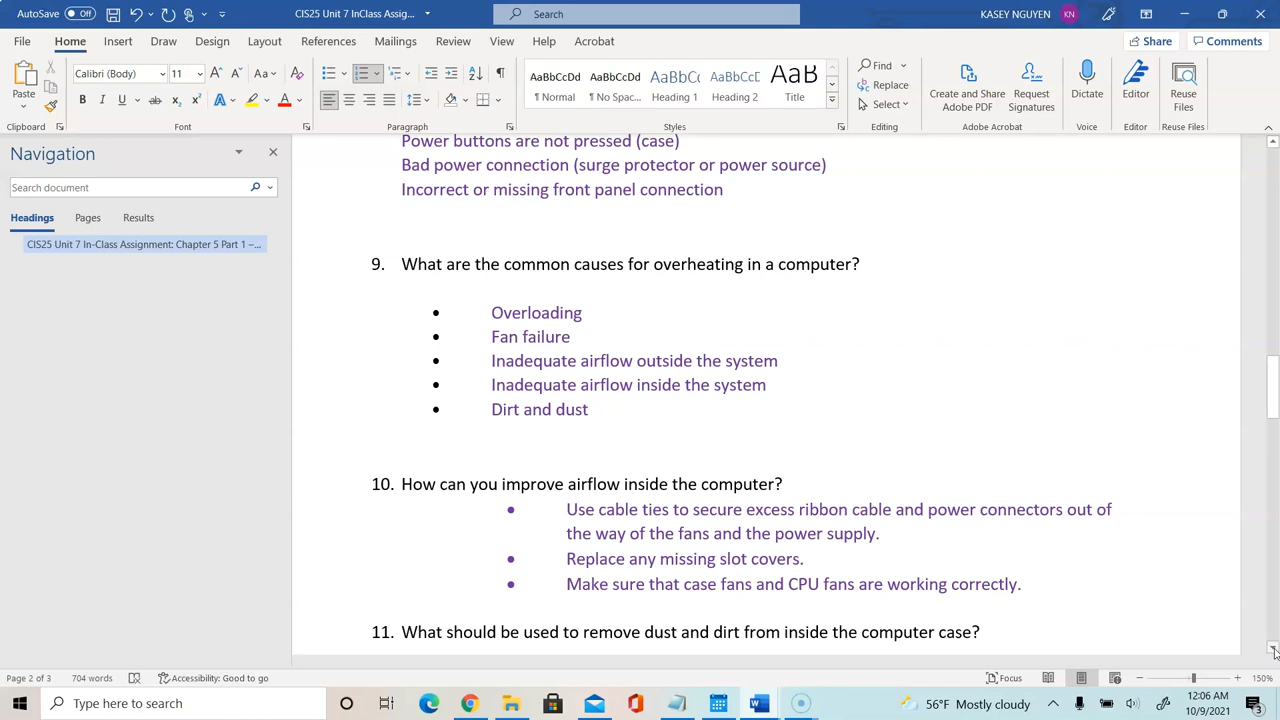 AutoSave Off CIS25 Unit 7 InClass Assig... Search KASEY NGUYEN KN
File Home Insert Draw Design Layout References Mailings Review View Help Acrobat Share Comments
Paste Calibri (Body) 11 AaBbCcDd AaBbCcDd AaBbCc AaBbCcD AaB Find Replace Select Create and Share Adobe PDF Request Signatures Dictate Editor Reuse Files
¶ Normal ¶ No Spac... Heading 1 Heading 2 Title
Clipboard Font Paragraph Styles Editing Adobe Acrobat Voice Editor Reuse Files
Navigation
Search document
Headings Pages Results
CIS25 Unit 7 In-Class Assignment: Chapter 5 Part 1 –...
Power buttons are not pressed (case)
Bad power connection (surge protector or power source)
Incorrect or missing front panel connection
9. What are the common causes for overheating in a computer?
• Overloading
• Fan failure
• Inadequate airflow outside the system
• Inadequate airflow inside the system
• Dirt and dust
10. How can you improve airflow inside the computer?
• Use cable ties to secure excess ribbon cable and power connectors out of
the way of the fans and the power supply.
• Replace any missing slot covers.
• Make sure that case fans and CPU fans are working correctly.
11. What should be used to remove dust and dirt from inside the computer case?
Page 2 of 3 704 words Accessibility: Good to go Focus 150%
Type here to search 56°F Mostly cloudy 12:06 AM
10/9/2021 3